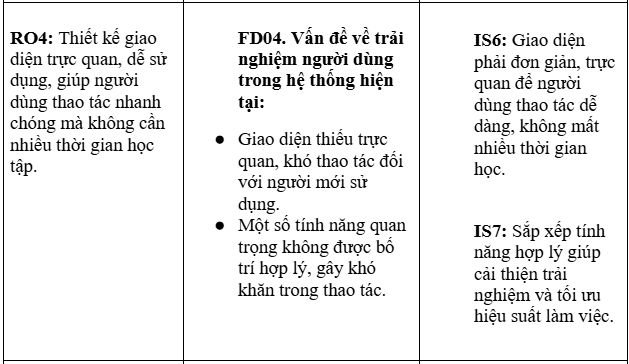 RO4: Thiết kế giao
diện trực quan, dễ sử
dụng, giúp người
dùng thao tác nhanh
chóng mà không cần
nhiều thời gian học
tập.
FD04. Vấn đề về trải
nghiệm người dùng
trong hệ thống hiện
tại:
● Giao diện thiếu trực
quan, khó thao tác đối
với người mới sử
dụng.
● Một số tính năng quan
trọng không được bố
trí hợp lý, gây khó
khăn trong thao tác.
IS6: Giao diện
phải đơn giản, trực
quan để người
dùng thao tác dễ
dàng, không mất
nhiều thời gian
học.
IS7: Sắp xếp tính
năng hợp lý giúp
cải thiện trải
nghiệm và tối ưu
hiệu suất làm việc.